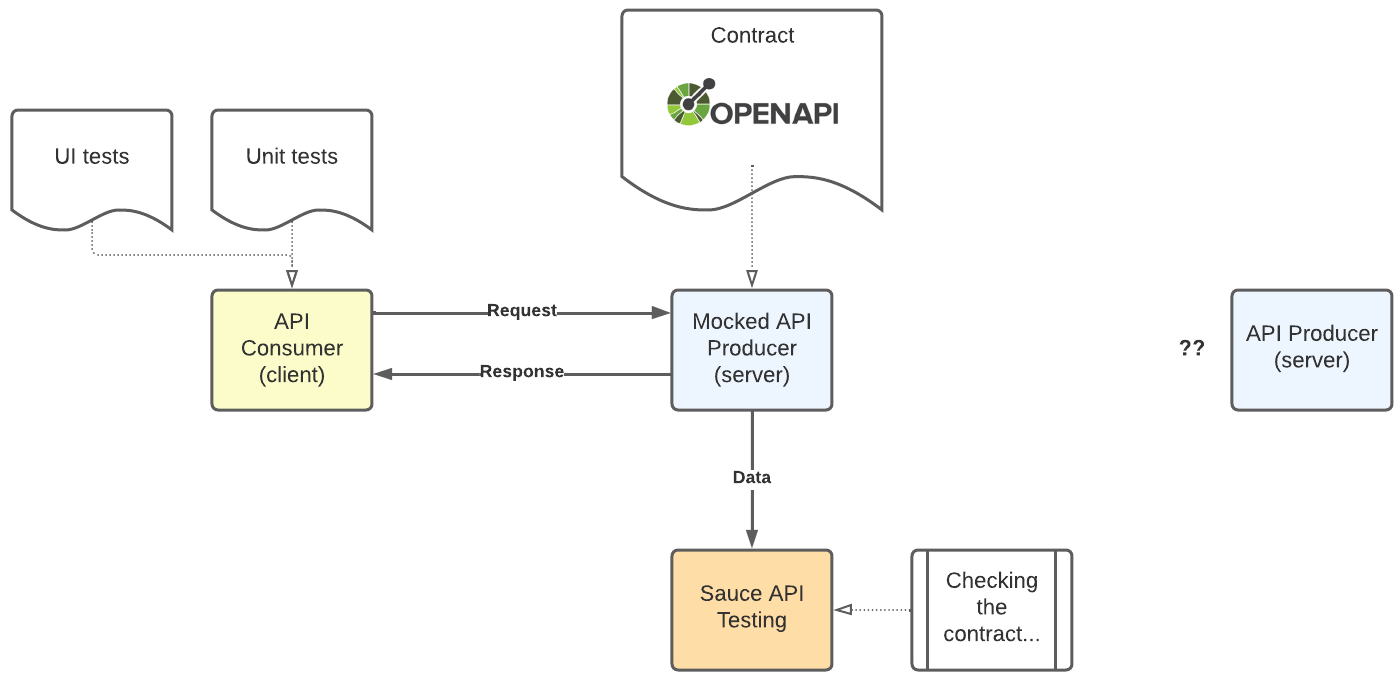 Contract
OPENAPI
UI tests
Unit tests
API
Consumer
(client)
Request
Response
Mocked API
Producer
(server)
??
API Producer
(server)
Data
Sauce API
Testing
Checking
the
contract...